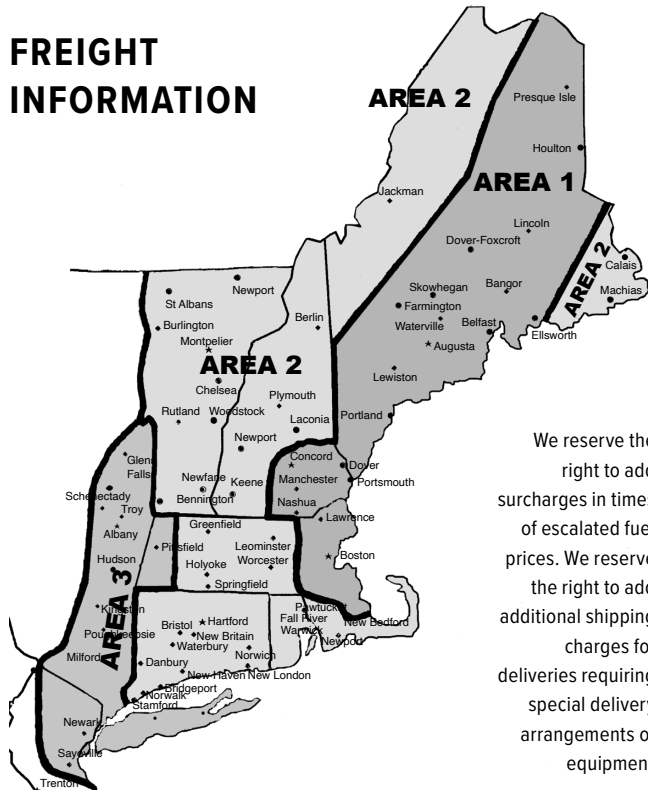 FREIGHT
INFORMATION
AREA 2
Presque Isle
Houlton
AREA 1
Jackman
Lincoln
Dover-Foxcroft
AREA 2
Calais
Machias
Newport
St Albans
Skowhegan
Bangor
Farmington
Burlington
Berlin
Waterville
Belfast
Ellsworth
Montpelier
Augusta
AREA 2
Chelsea
Lewiston
Plymouth
Rutland
Woodstock
Laconia
Portland
Newport
Glenn
Falls
Concord
Dover
Manchester
Portsmouth
Schenectady
Newfane
Keene
Bennington
Nashua
Troy
Lawrence
Albany
Greenfield
Pittsfield
Leominster
Boston
Hudson
Holyoke
Worcester
Springfield
AREA 3
Kingston
Pawtucket
Fall River
New Bedford
Hartford
Bristol
Warwick
Newport
Poughkeepsie
New Britain
Waterbury
Milford
Danbury
Norwich
New Haven
New London
Bridgeport
Norwalk
Stamford
Newark
Sayville
Trenton
We reserve the
right to add
surcharges in times
of escalated fue
prices. We reserve
the right to add
additional shipping
charges fo
deliveries requiring
special delivery
arrangements o
equipmen